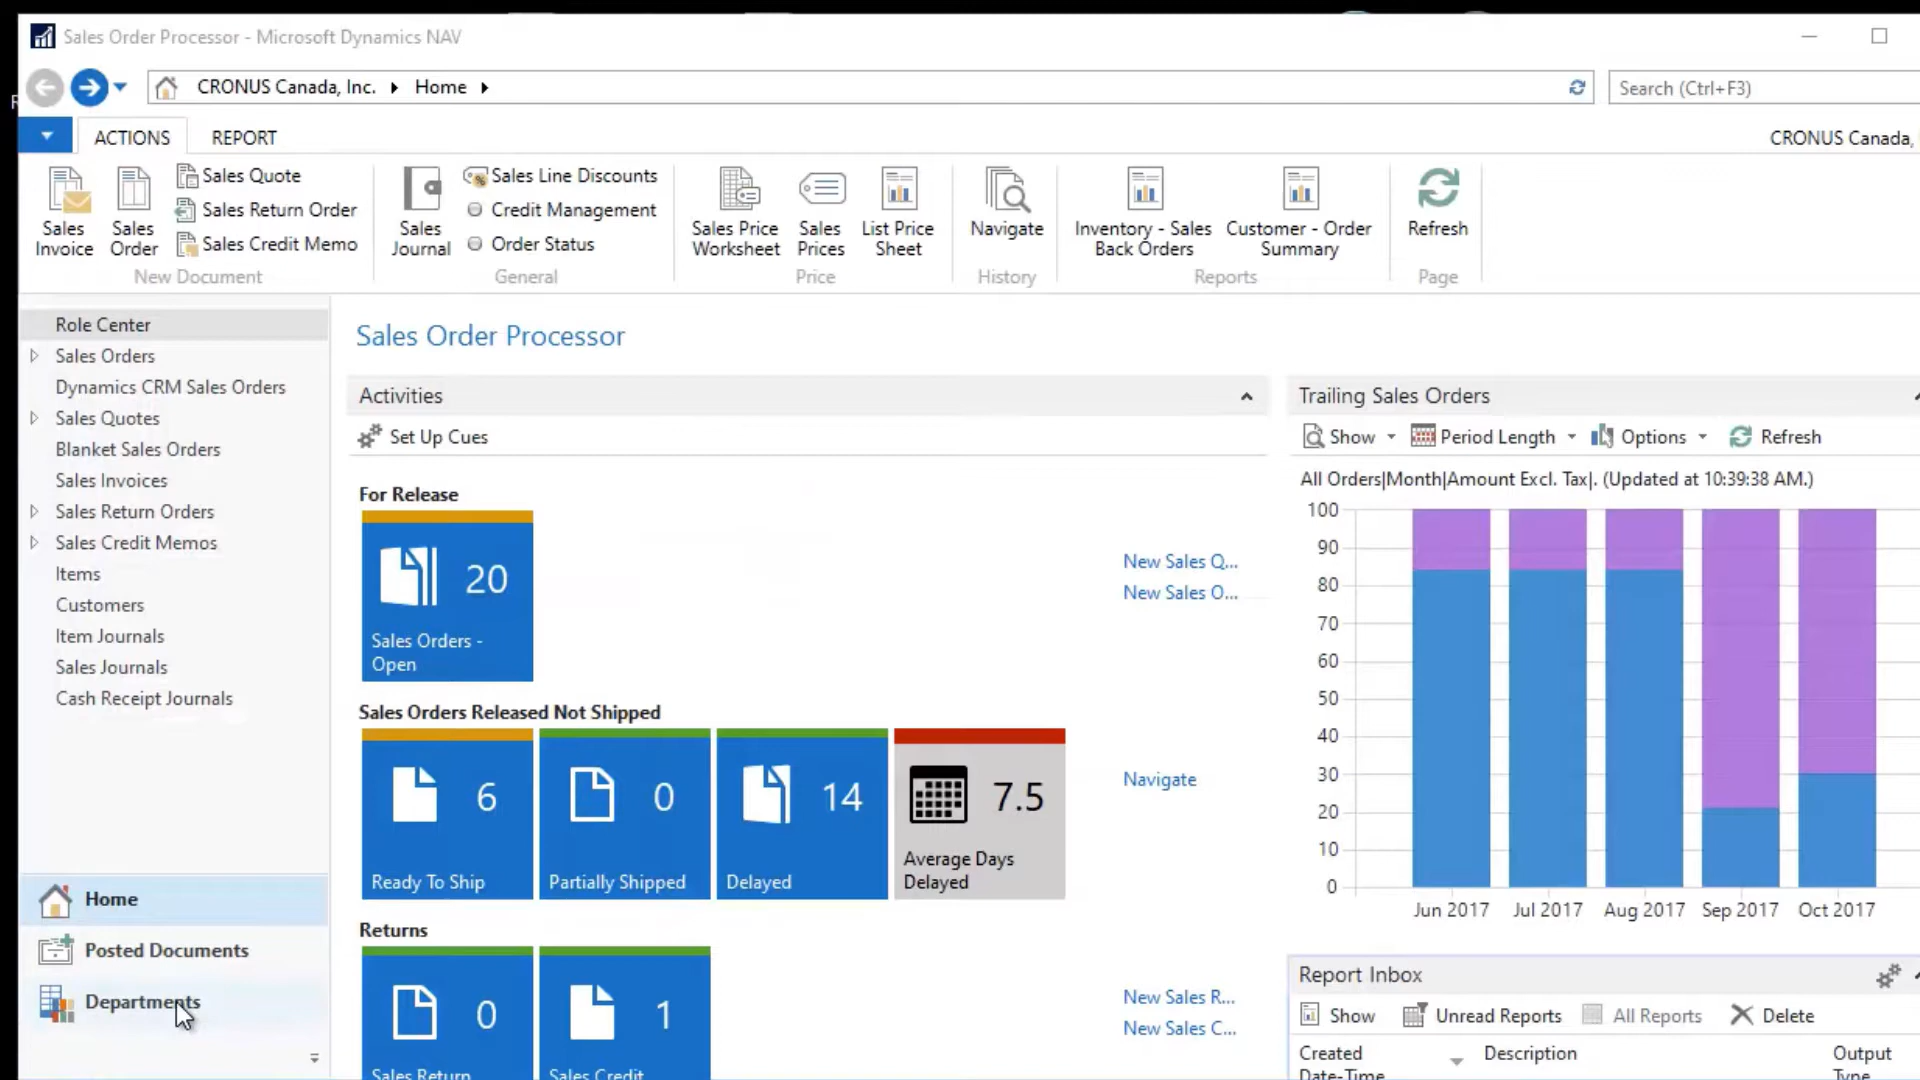 Sales Order Processor - Microsoft Dynamics NAV
CRONUS Canada, Inc. Home
Search (Ctrl+F3)
ACTIONS REPORT
CRONUS Canada,
Sales Invoice
Sales Order
Sales Quote
Sales Return Order
Sales Credit Memo
New Document
Sales Journal
Sales Line Discounts
Credit Management
Order Status
General
Sales Price Worksheet
Sales Prices
List Price Sheet
Price
Navigate
History
Inventory - Sales Back Orders
Customer - Order Summary
Reports
Refresh
Page
Role Center
Sales Orders
Dynamics CRM Sales Orders
Sales Quotes
Blanket Sales Orders
Sales Invoices
Sales Return Orders
Sales Credit Memos
Items
Customers
Item Journals
Sales Journals
Cash Receipt Journals
Home
Posted Documents
Departments
Sales Order Processor
Activities
Set Up Cues
For Release
20
Sales Orders -
Open
New Sales Q...
New Sales O...
Sales Orders Released Not Shipped
6
Ready To Ship
0
Partially Shipped
14
Delayed
7.5
Average Days
Delayed
Navigate
Returns
0
Sales Return
1
Sales Credit
New Sales R...
New Sales C...
Trailing Sales Orders
Show Period Length Options Refresh
All Orders|Month|Amount Excl. Tax|. (Updated at 10:39:38 AM.)
100
90
80
70
60
50
40
30
20
10
0
Jun 2017 Jul 2017 Aug 2017 Sep 2017 Oct 2017
Report Inbox
Show Unread Reports All Reports Delete
Created
Date-Time
Description
Output
Type